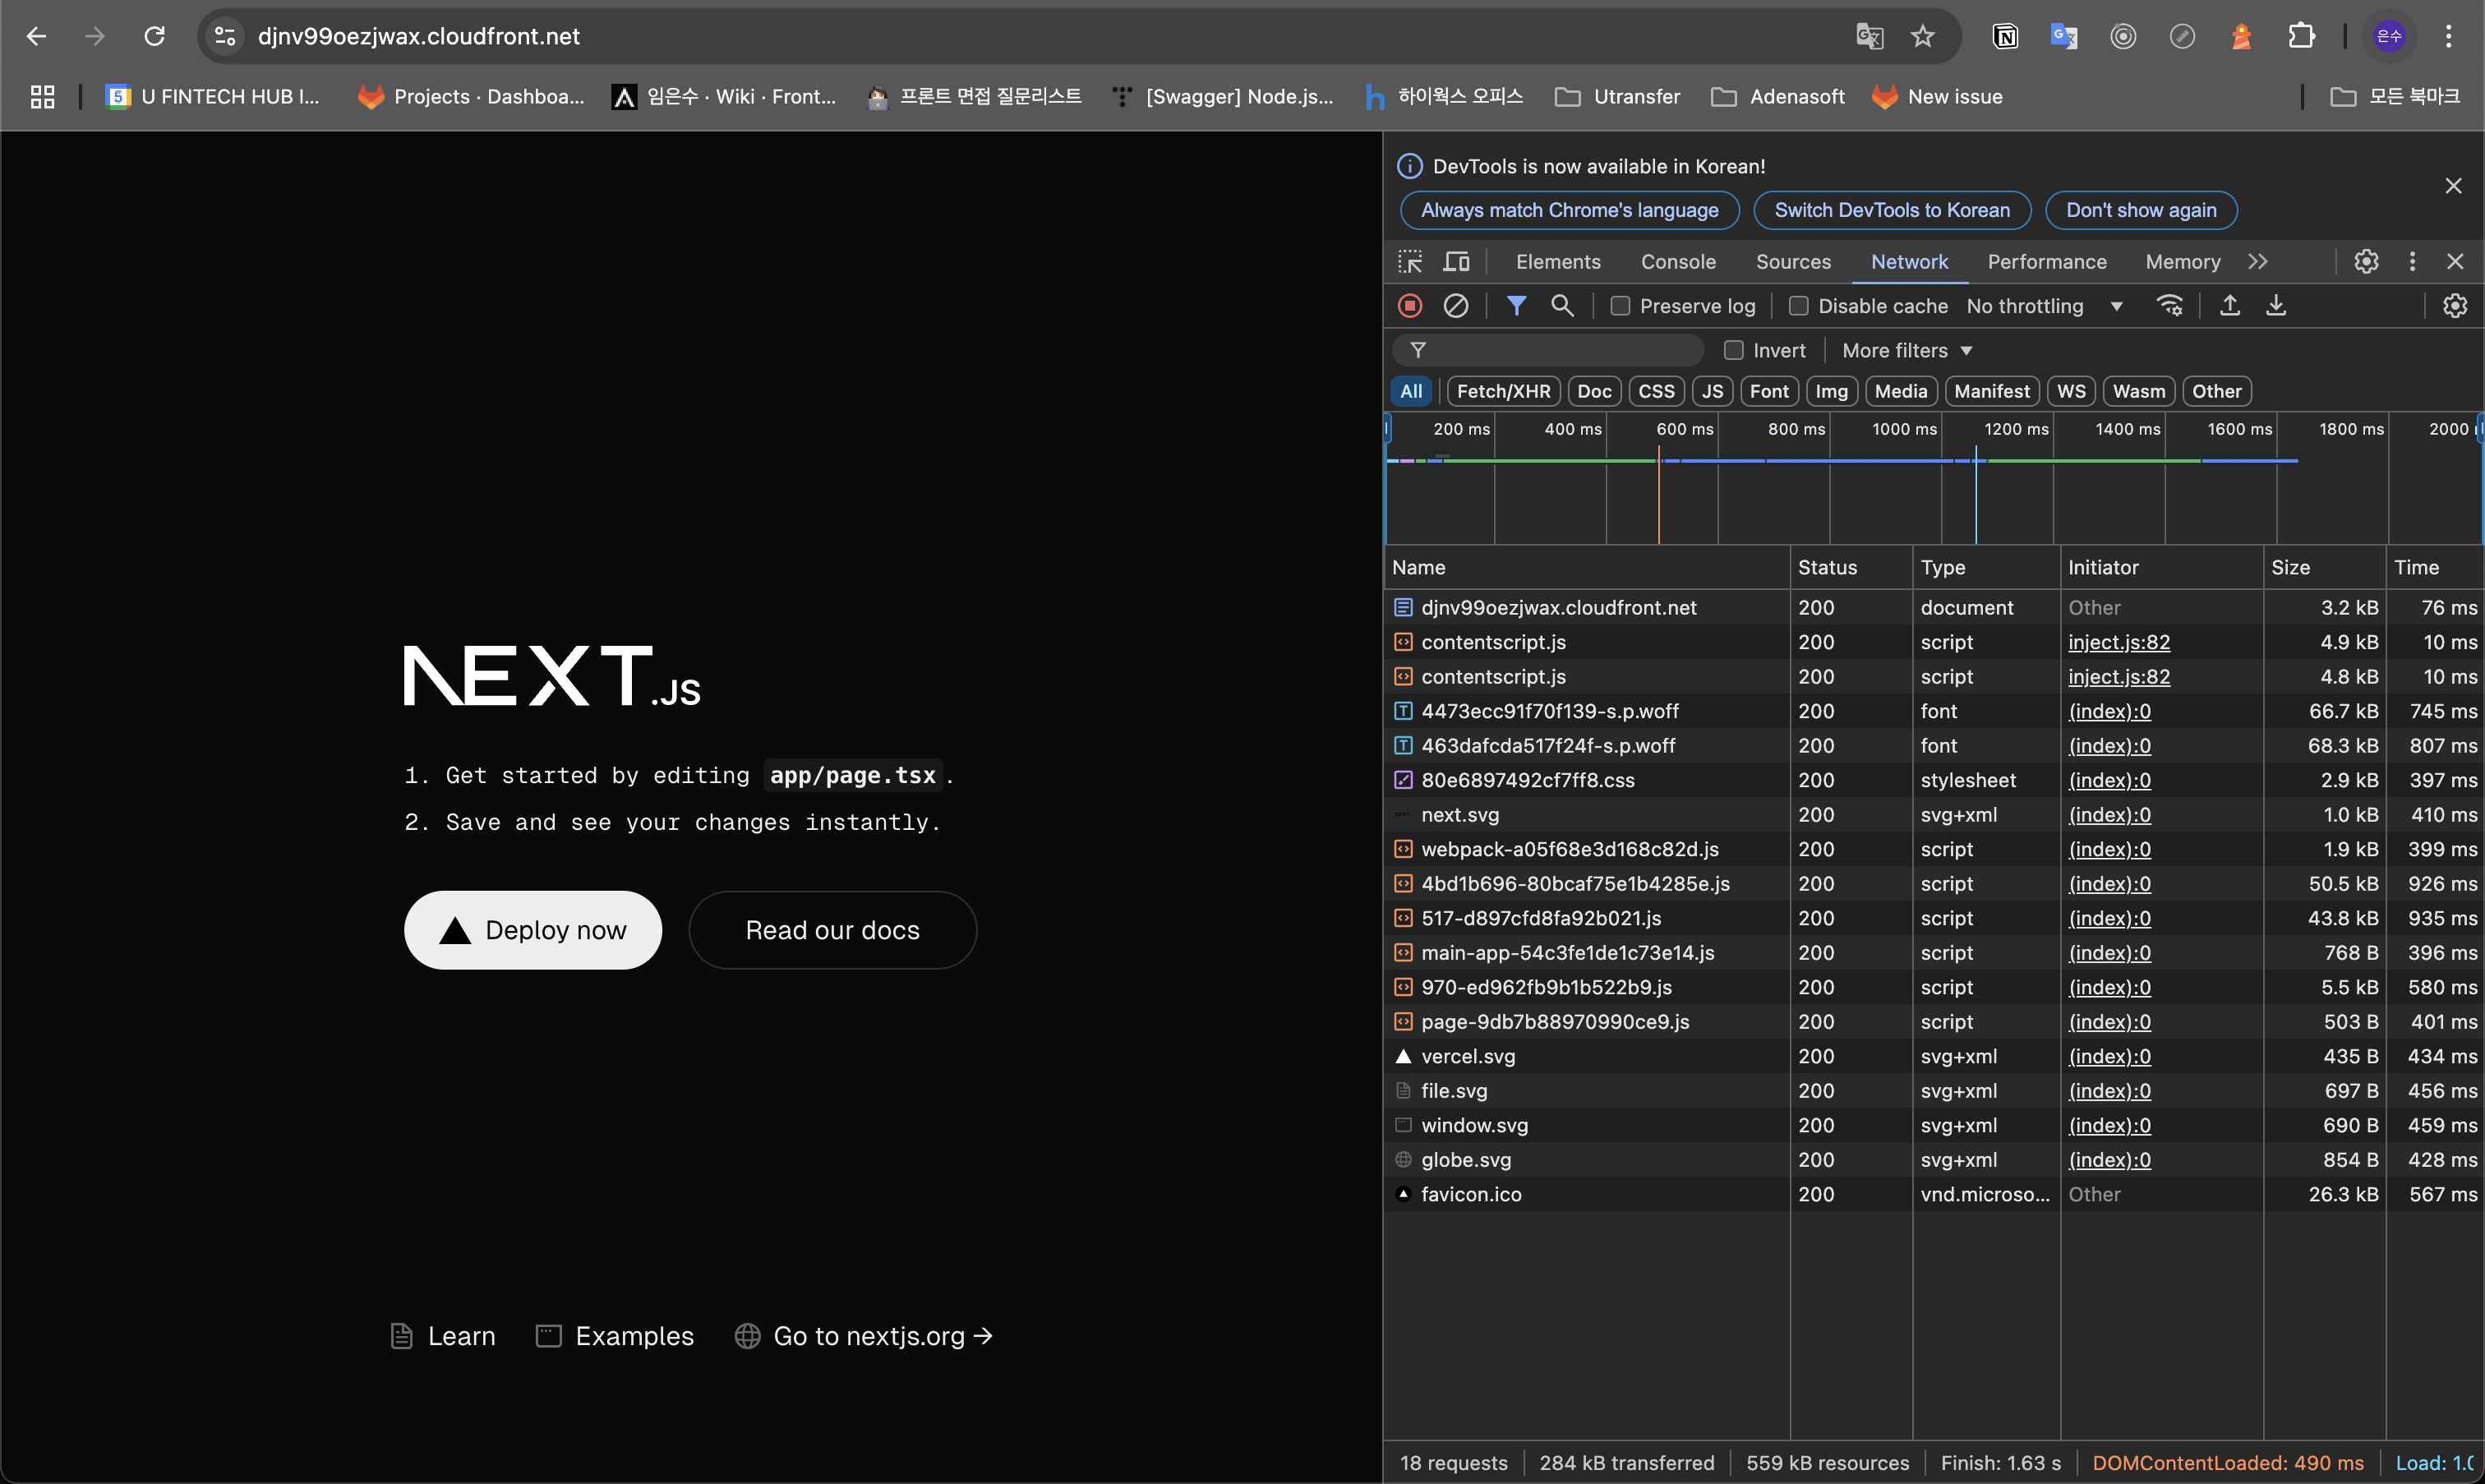 djnv99oezjwax.cloudfront.net
은수
5 U FINTECH HUB I...
Projects · Dashboa...
임은수 · Wiki · Front...
프론트 면접 질문리스트
[Swagger] Node.js...
하이웍스 오피스
Utransfer
Adenasoft
New issue
모든 북마크
NEXT.JS
1. Get started by editing app/page.tsx.
2. Save and see your changes instantly.
Deploy now
Read our docs
Learn
Examples
Go to nextjs.org →
DevTools is now available in Korean!
Always match Chrome's language
Switch DevTools to Korean
Don't show again
Elements Console Sources Network Performance Memory
Preserve log Disable cache No throttling
Invert More filters
All Fetch/XHR Doc CSS JS Font Img Media Manifest WS Wasm Other
200 ms 400 ms 600 ms 800 ms 1000 ms 1200 ms 1400 ms 1600 ms 1800 ms 2000
Name Status Type Initiator Size Time
djnv99oezjwax.cloudfront.net 200 document Other 3.2 kB 76 ms
contentscript.js 200 script inject.js:82 4.9 kB 10 ms
contentscript.js 200 script inject.js:82 4.8 kB 10 ms
4473ecc91f70f139-s.p.woff 200 font (index):0 66.7 kB 745 ms
463dafcda517f24f-s.p.woff 200 font (index):0 68.3 kB 807 ms
80e6897492cf7ff8.css 200 stylesheet (index):0 2.9 kB 397 ms
next.svg 200 svg+xml (index):0 1.0 kB 410 ms
webpack-a05f68e3d168c82d.js 200 script (index):0 1.9 kB 399 ms
4bd1b696-80bcaf75e1b4285e.js 200 script (index):0 50.5 kB 926 ms
517-d897cfd8fa92b021.js 200 script (index):0 43.8 kB 935 ms
main-app-54c3fe1de1c73e14.js 200 script (index):0 768 B 396 ms
970-ed962fb9b1b522b9.js 200 script (index):0 5.5 kB 580 ms
page-9db7b88970990ce9.js 200 script (index):0 503 B 401 ms
vercel.svg 200 svg+xml (index):0 435 B 434 ms
file.svg 200 svg+xml (index):0 697 B 456 ms
window.svg 200 svg+xml (index):0 690 B 459 ms
globe.svg 200 svg+xml (index):0 854 B 428 ms
favicon.ico 200 vnd.microso... Other 26.3 kB 567 ms
18 requests 284 kB transferred 559 kB resources Finish: 1.63 s DOMContentLoaded: 490 ms Load: 1.0